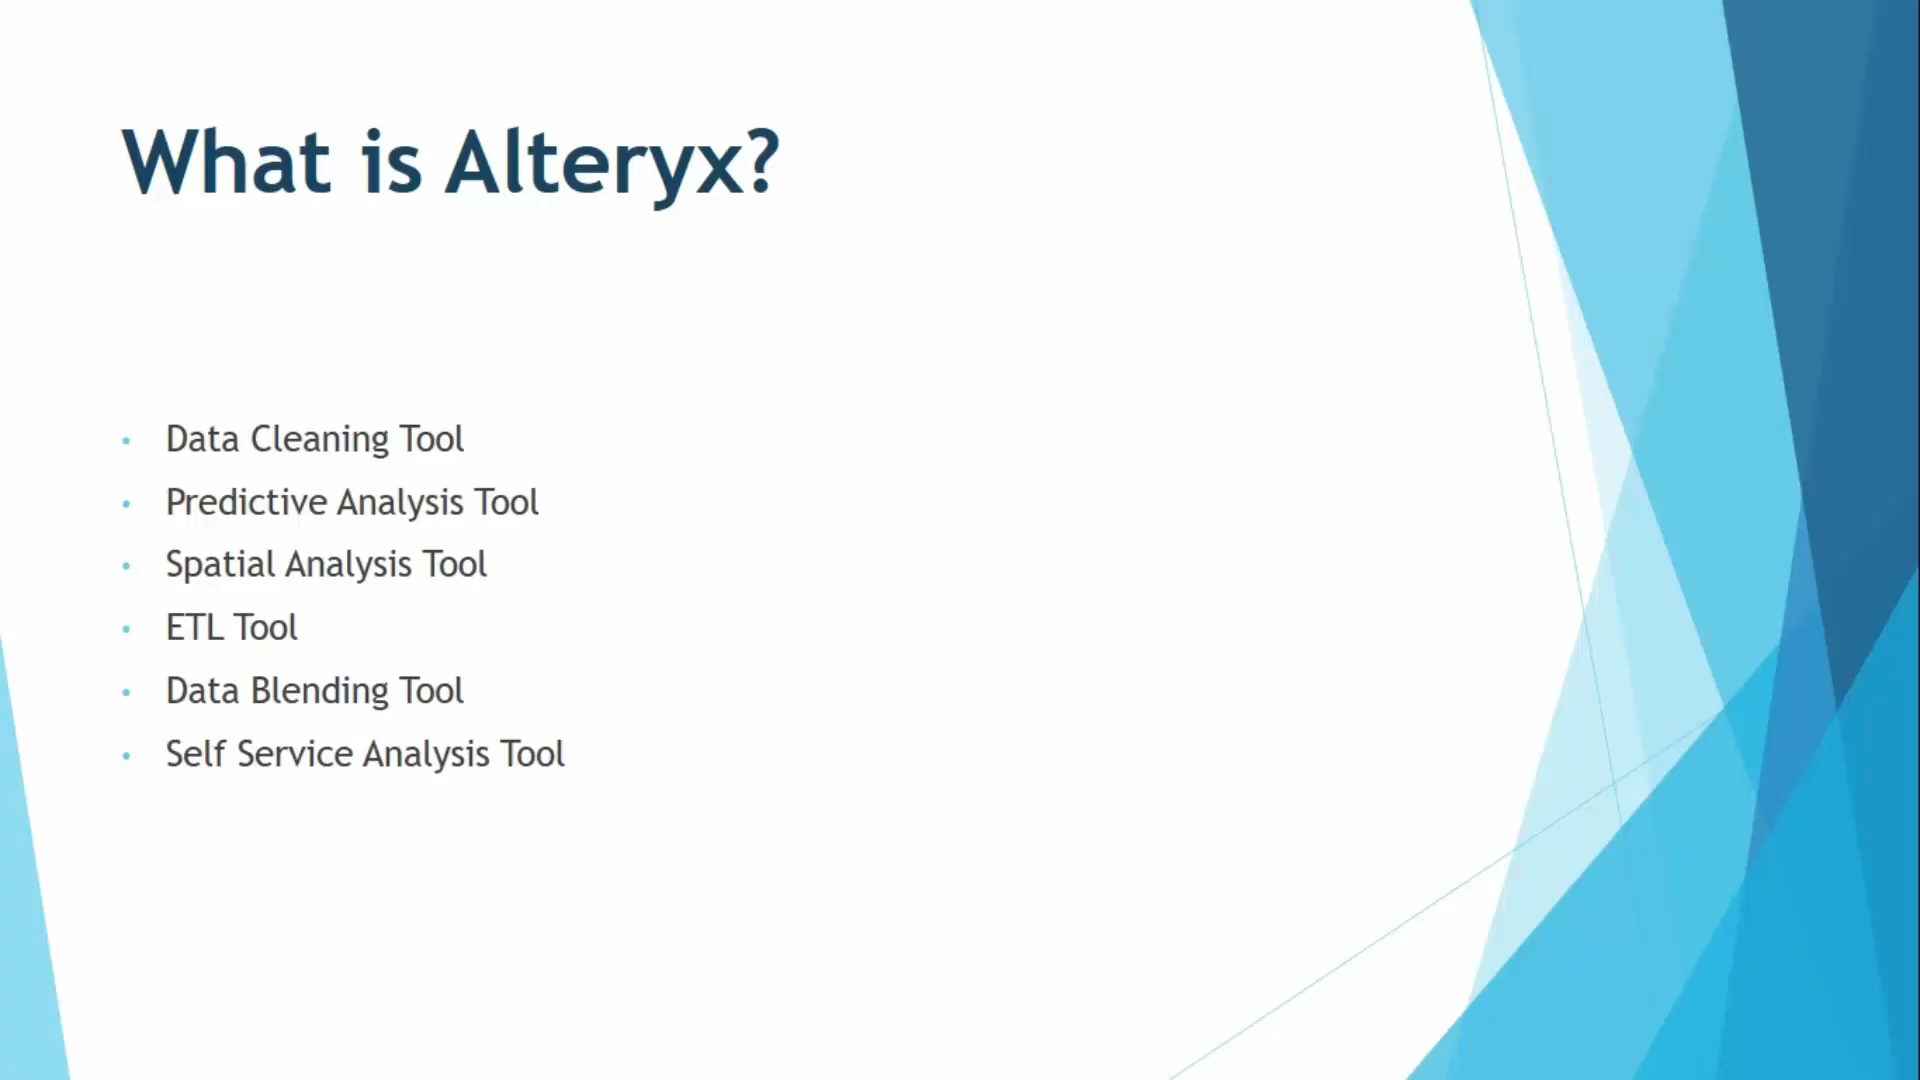 What is Alteryx?
• Data Cleaning Tool
• Predictive Analysis Tool
• Spatial Analysis Tool
• ETL Tool
• Data Blending Tool
• Self Service Analysis Tool